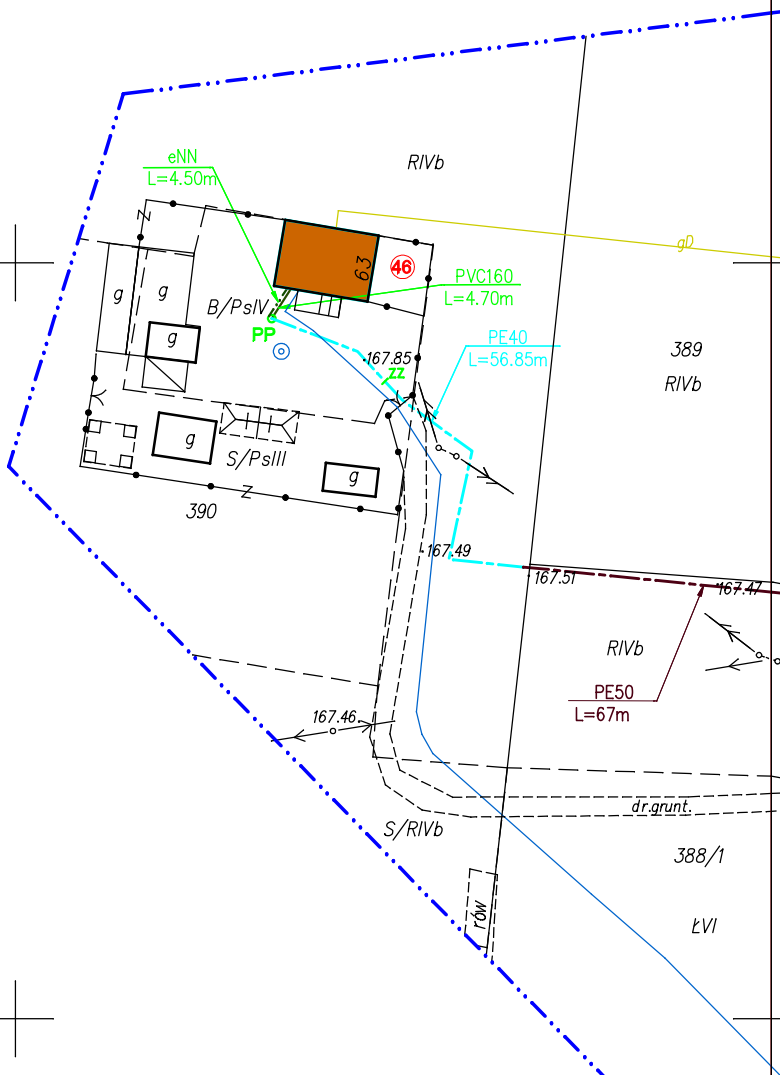 eNN
L=4.50m
RIVb
Z
gD
63
46
g
g
B/PsIV
PVC160
L=4.70m
PP
g
PE40
L=56.85m
167.85
zz
389
RIVb
g
S/PsIII
g
Z
390
167.49
167.51
167.47
RIVb
PE50
L=67m
167.46
dr.grunt.
S/RIVb
388/1
rów
ŁVI